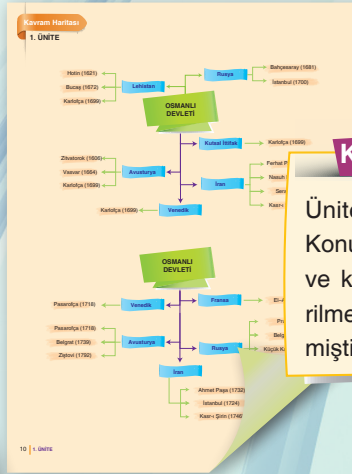 Kavram Haritası
1. ÜNİTE
Bahçesaray (1681)
Hotin (1621)
Rusya
Bucaş (1672)
Lehistan
İstanbul (1700)
Karlofça (1699)
OSMANLI
DEVLETİ
Kutsal İttifak
Karlofça (1699)
Zitvatorok (1606)
Ferhat P
Vasvar (1664)
Avusturya
İran
Nasuh
Karlofça (1699)
Kasr-ı
Karlofça (1699)
Venedik
OSMANLI
DEVLETİ
Pasarofça (1718)
Venedik
Fransa
El-A
Pasarofça (1718)
Belgrat (1739)
Avusturya
Rusya
Belg
Ziştovi (1792)
Küçük K
İran
Ahmet Paşa (1732)
İstanbul (1724)
Kasr-ı Şirin (1746)
K
Ünite
Konu
ve k
rilme
mişti
10 1. ÜNİTE